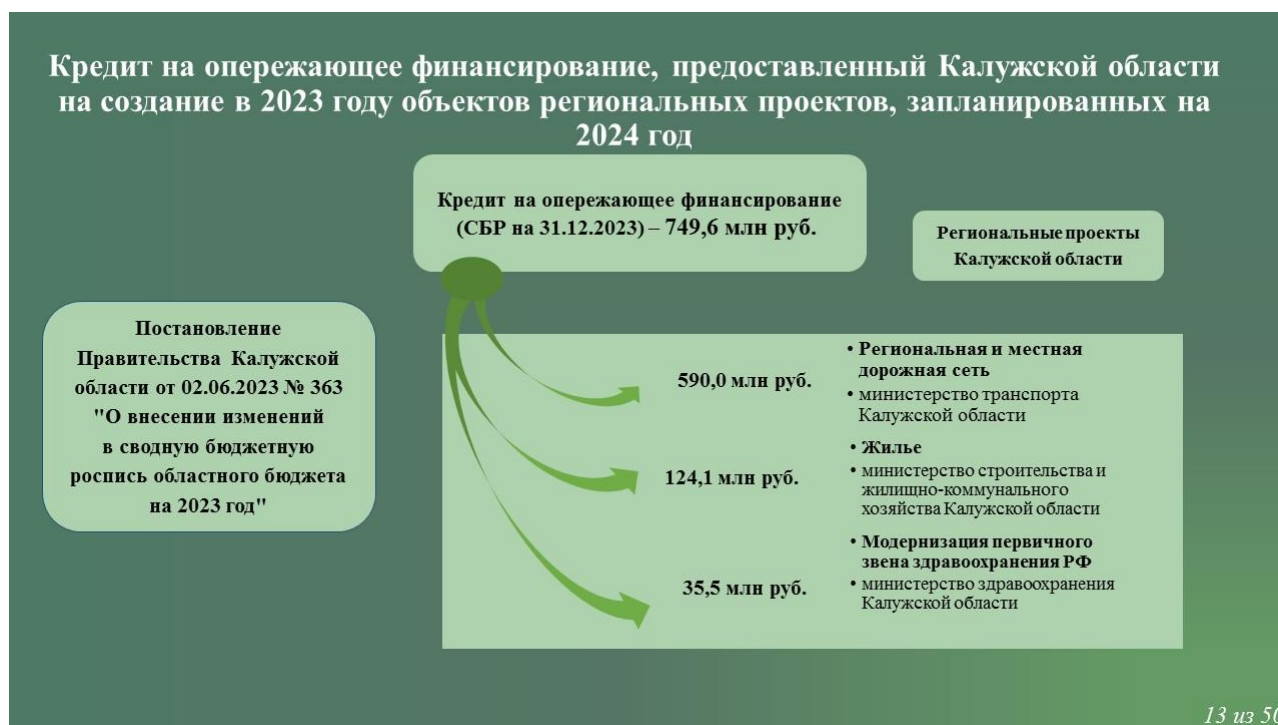 Кредит на опережающее финансирование, предоставленный Калужской области
на создание в 2023 году объектов региональных проектов, запланированных на
2024 год
Кредит на опережающее финансирование
(СБР на 31.12.2023) – 749,6 млн руб.
Региональные проекты
Калужской области
Постановление
Правительства Калужской
области от 02.06.2023 № 363
"О внесении изменений
в сводную бюджетную
роспись областного бюджета
на 2023 год"
590,0 млн руб.
• Региональная и местная
дорожная сеть
• министерство транспорта
Калужской области
124,1 млн руб.
• Жилье
• министерство строительства и
жилищно-коммунального
хозяйства Калужской области
35,5 млн руб.
• Модернизация первичного
звена здравоохранения РФ
• министерство здравоохранения
Калужской области
13 из 50